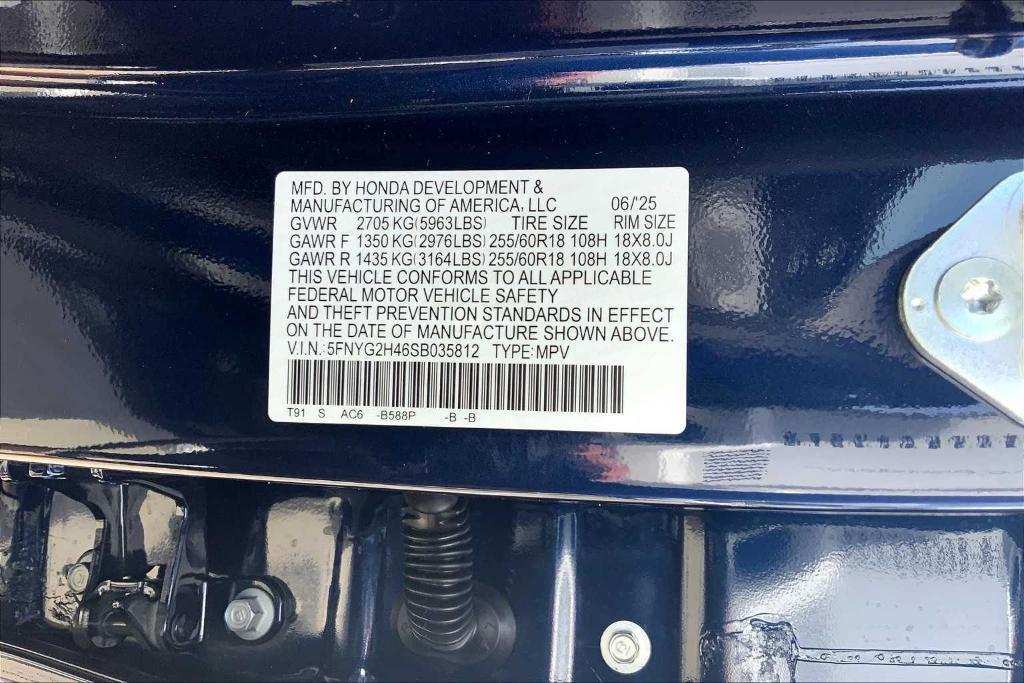 MFD. BY HONDA DEVELOPMENT &
MANUFACTURING OF AMERICA, LLC 06/'25
GVWR 2705 KG(5963LBS) TIRE SIZE RIM SIZE
GAWR F 1350 KG(2976LBS) 255/60R18 108H 18X8.0J
GAWR R 1435 KG(3164LBS) 255/60R18 108H 18X8.0J
THIS VEHICLE CONFORMS TO ALL APPLICABLE
FEDERAL MOTOR VEHICLE SAFETY
AND THEFT PREVENTION STANDARDS IN EFFECT
ON THE DATE OF MANUFACTURE SHOWN ABOVE.
V.I.N.:5FNYG2H46SB035812 TYPE:MPV
T91 S AC6 -B588P -B -B